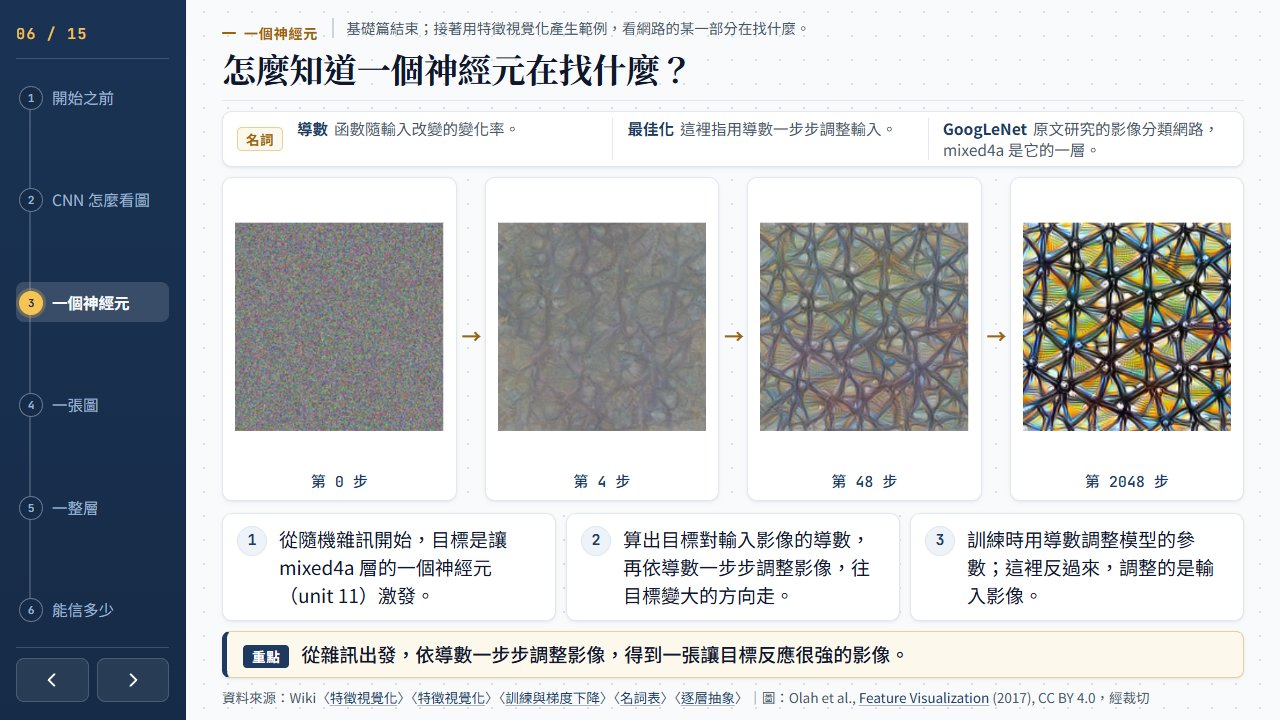 06 / 15
1 開始之前
2 CNN 怎麼看圖
3 一個神經元
4 一張圖
5 一整層
6 能信多少
一個神經元
基礎篇結束；接著用特徵視覺化產生範例，看網路的某一部分在找什麼。
怎麼知道一個神經元在找什麼？
名詞
導數 函數隨輸入改變的變化率。
最佳化 這裡指用導數一步步調整輸入。
GoogLeNet 原文研究的影像分類網路，
mixed4a 是它的一層。
→
→
→
第 0 步
第 4 步
第 48 步
第 2048 步
1
從隨機雜訊開始，目標是讓
mixed4a 層的一個神經元
（unit 11）激發。
2
算出目標對輸入影像的導數，
再依導數一步步調整影像，往
目標變大的方向走。
3
訓練時用導數調整模型的參
數；這裡反過來，調整的是輸
入影像。
重點 從雜訊出發，依導數一步步調整影像，得到一張讓目標反應很強的影像。
資料來源：Wiki〈特徵視覺化〉〈特徵視覺化〉〈訓練與梯度下降〉〈名詞表〉〈逐層抽象〉｜圖：Olah et al., Feature Visualization (2017), CC BY 4.0，經裁切